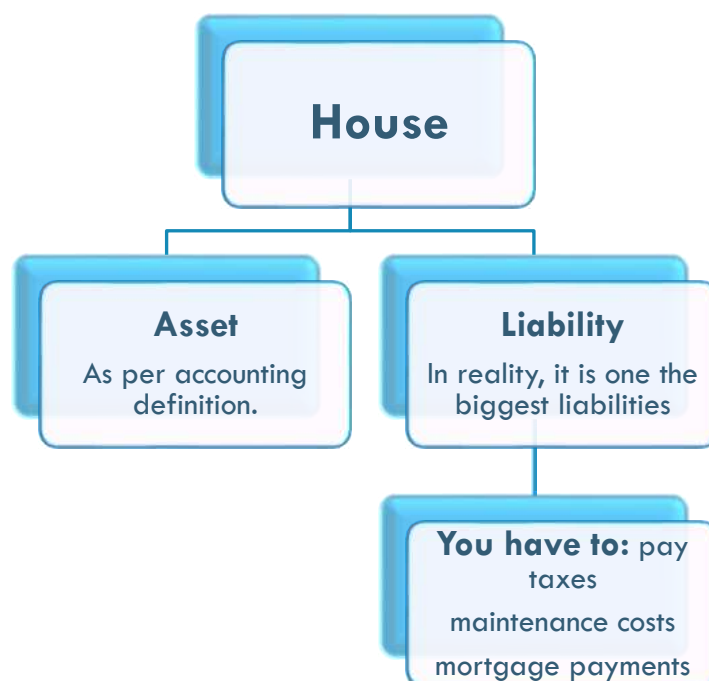 House
Asset
As per accounting
definition.
Liability
In reality, it is one the
biggest liabilities
You have to: pay
taxes
maintenance costs
mortgage payments